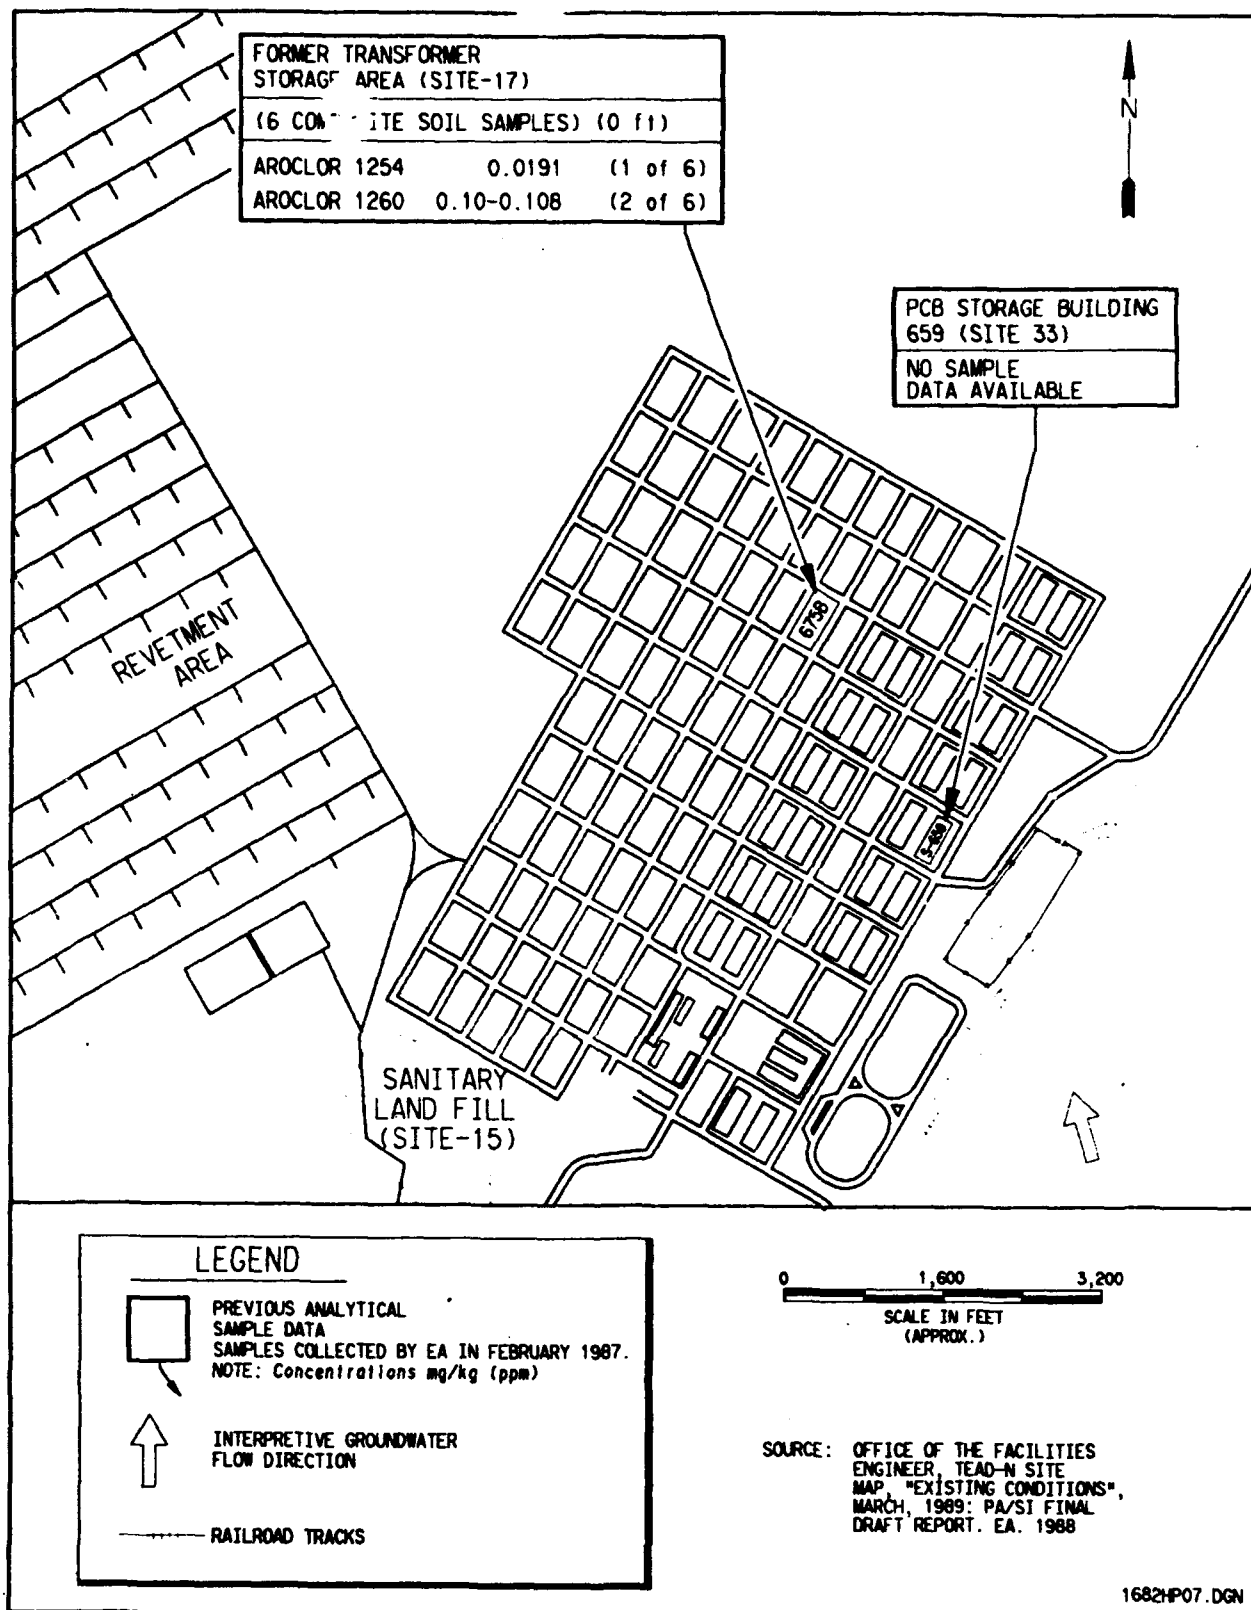 FORMER TRANSFORMER
STORAGE AREA (SITE-17)
(6 COMPOSITE SOIL SAMPLES) (0 ft)
AROCLOR 1254 0.0191 (1 of 6)
AROCLOR 1260 0.10-0.108 (2 of 6)
N
PCB STORAGE BUILDING
659 (SITE 33)
NO SAMPLE
DATA AVAILABLE
675B
REVETMENT
AREA
S-659
SANITARY
LAND FILL
(SITE-15)
LEGEND
PREVIOUS ANALYTICAL
SAMPLE DATA
SAMPLES COLLECTED BY EA IN FEBRUARY 1987.
NOTE: Concentrations mg/kg (ppm)
INTERPRETIVE GROUNDWATER
FLOW DIRECTION
RAILROAD TRACKS
0 1,600 3,200
SCALE IN FEET
(APPROX.)
SOURCE: OFFICE OF THE FACILITIES
ENGINEER, TEAD-N SITE
MAP, "EXISTING CONDITIONS",
MARCH, 1989: PA/SI FINAL
DRAFT REPORT. EA. 1988
1682HP07.DGN